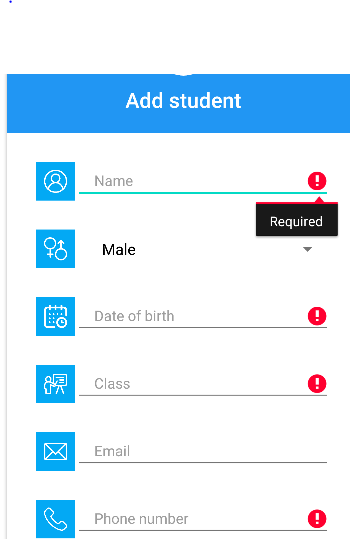 Add student
Name
Required
Male
Date of birth
Class
Email
Phone number